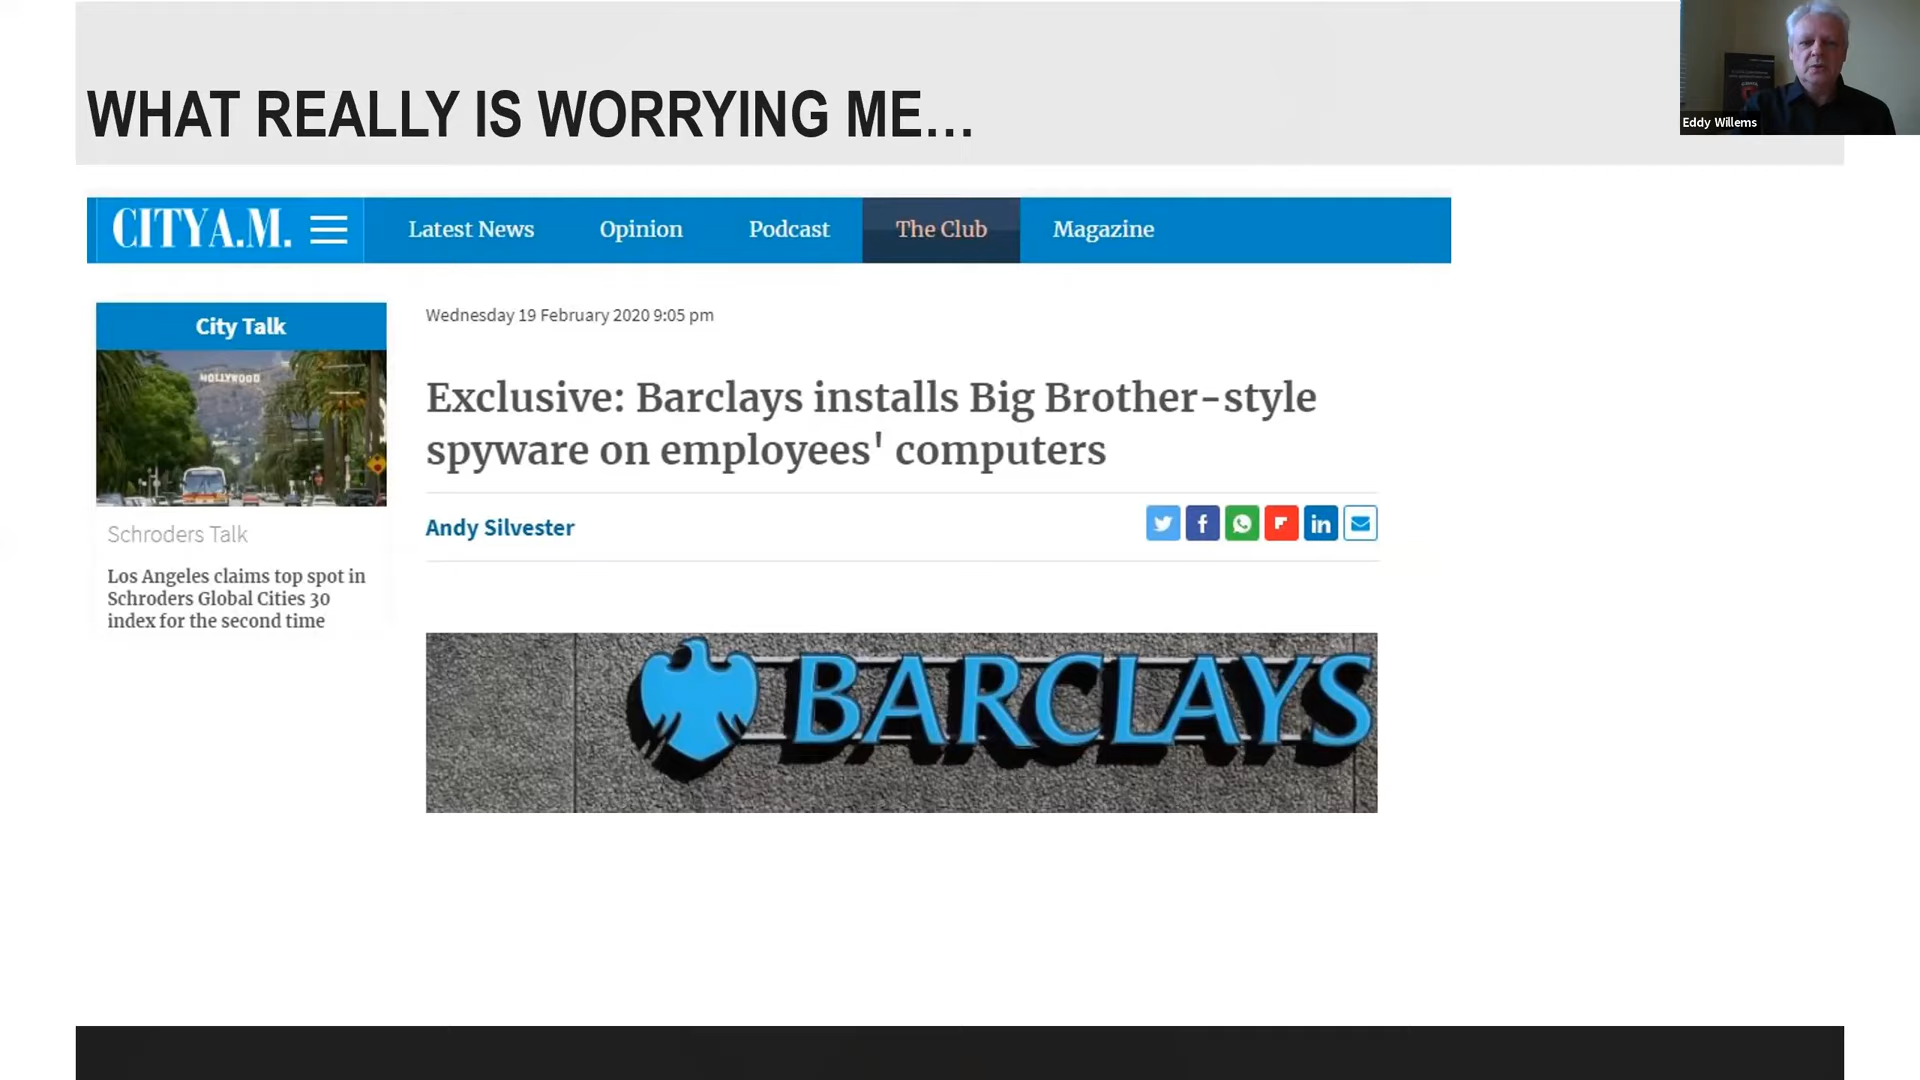 WHAT REALLY IS WORRYING ME...
Eddy Willems
CITYA.M.
Latest News
Opinion
Podcast
The Club
Magazine
City Talk
HOLLYWOOD
Schroders Talk
Los Angeles claims top spot in
Schroders Global Cities 30
index for the second time
Wednesday 19 February 2020 9:05 pm
Exclusive: Barclays installs Big Brother-style
spyware on employees' computers
Andy Silvester
BARCLAYS